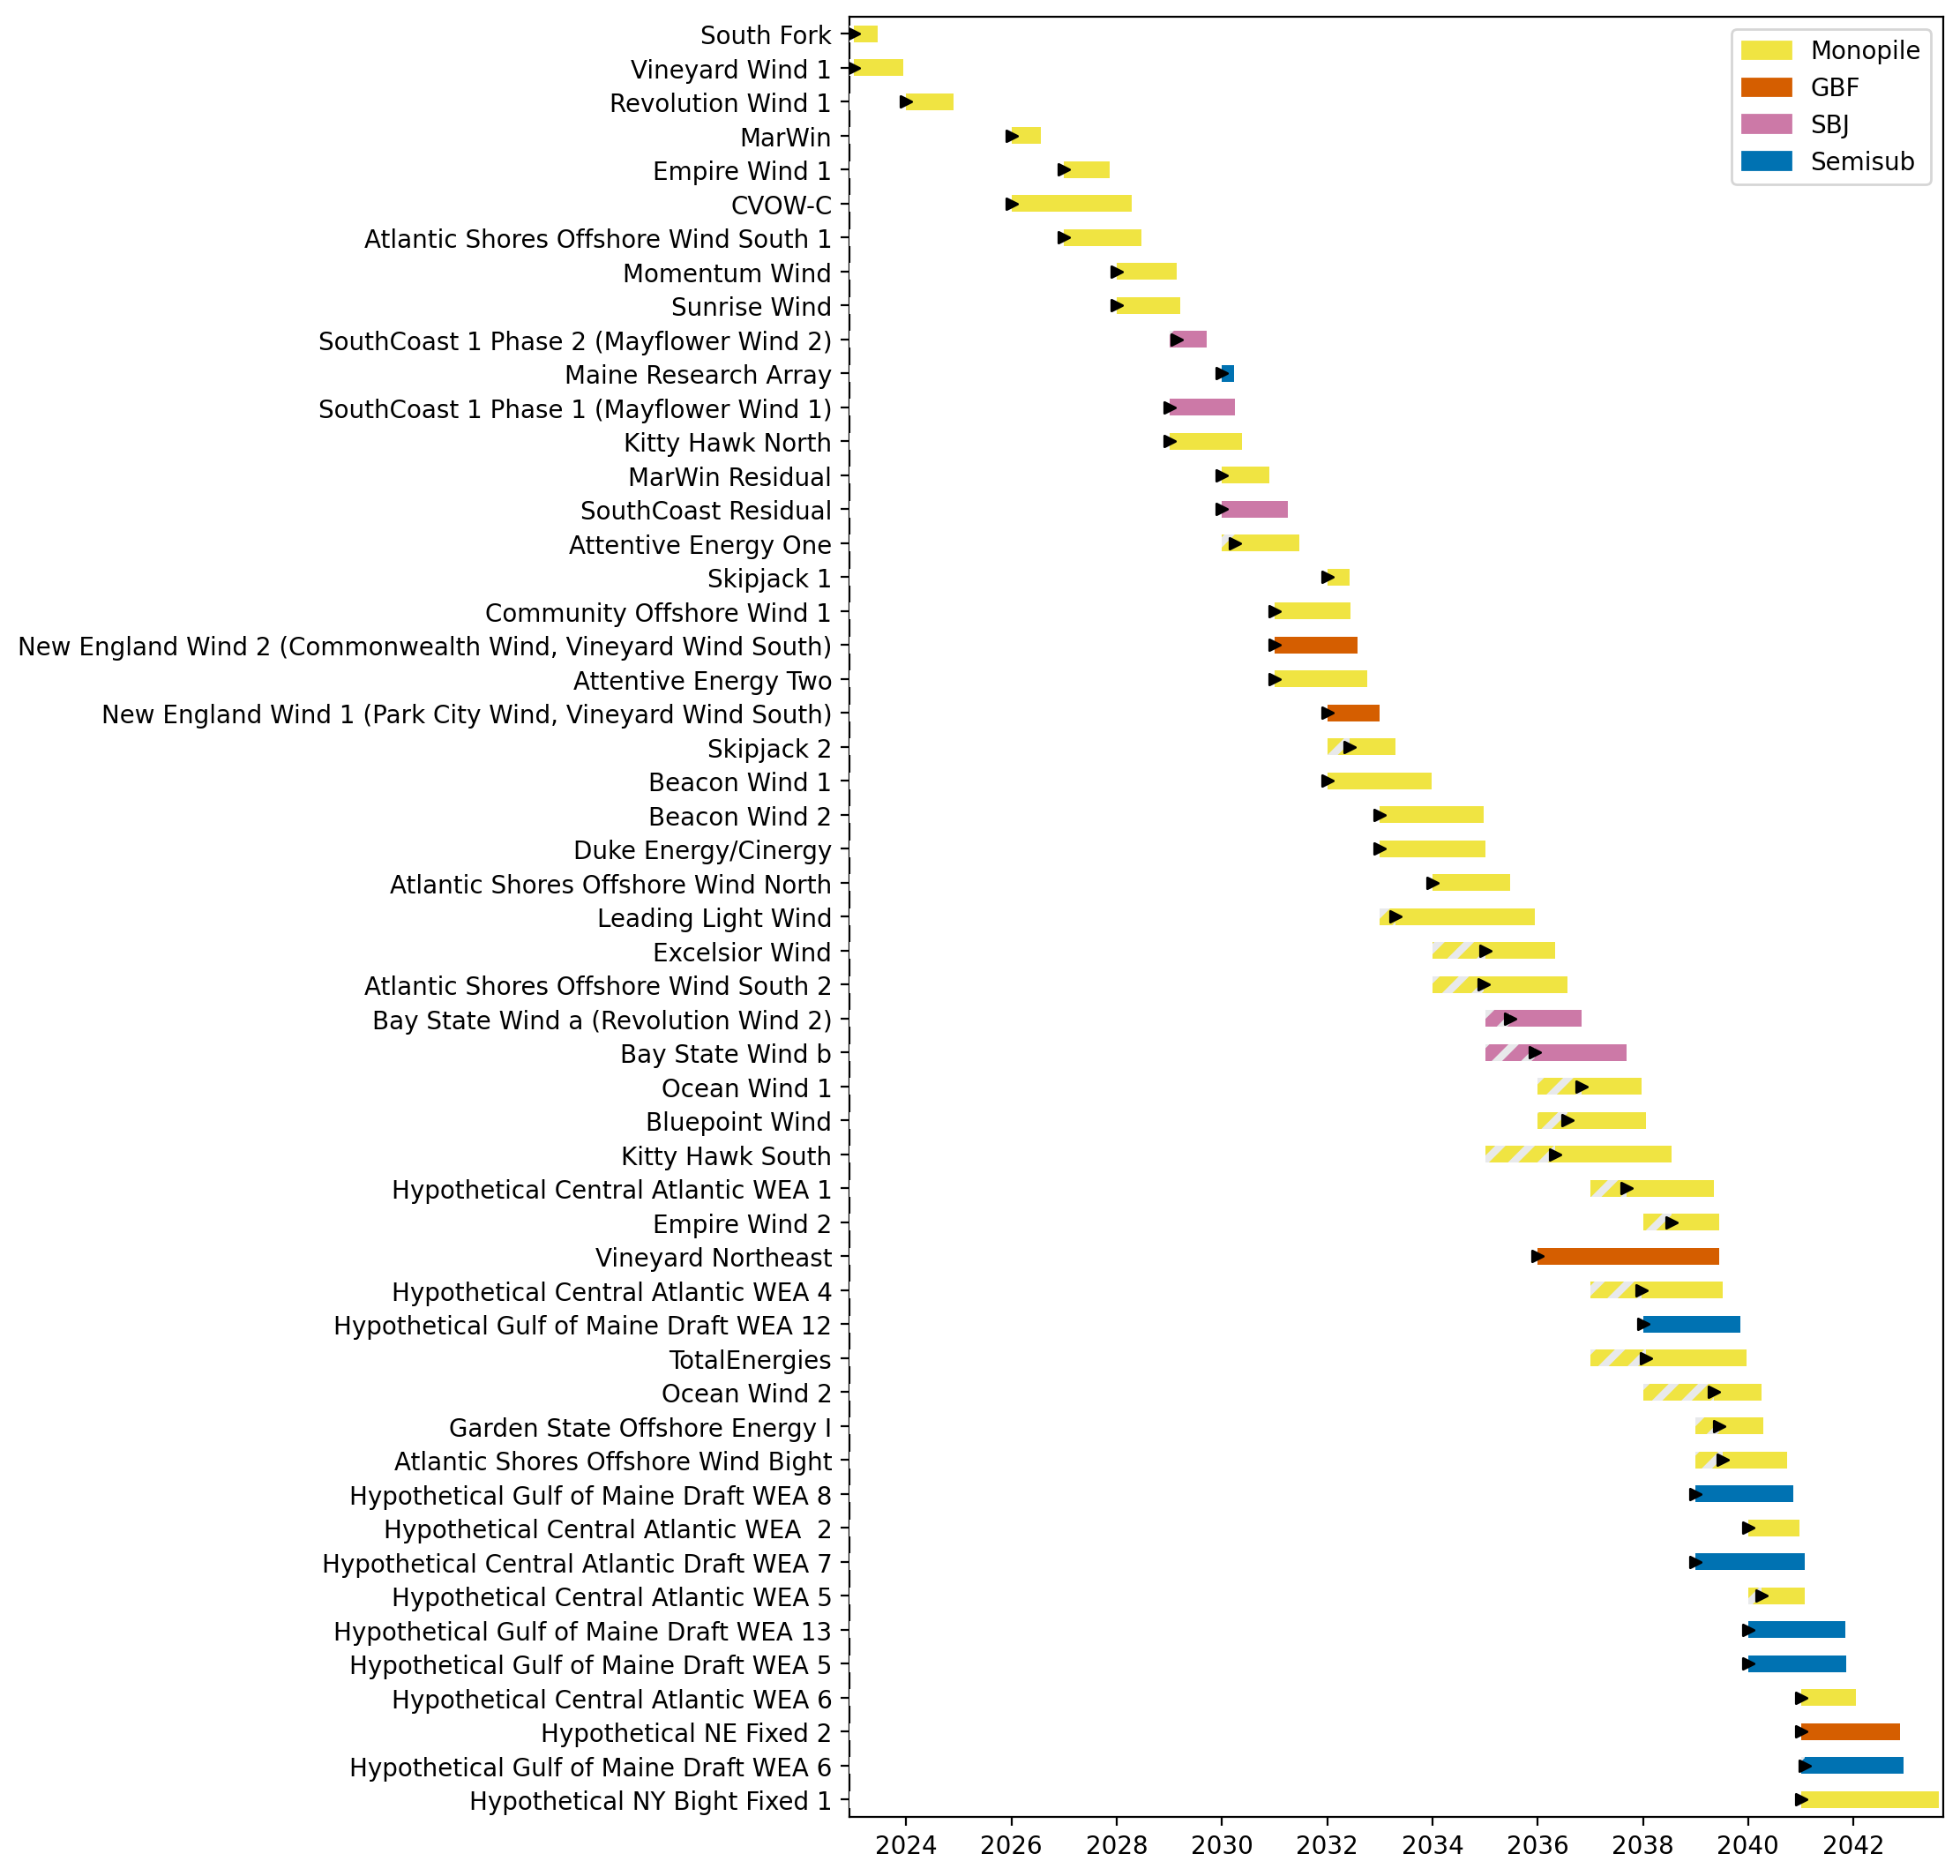 South Fork
Vineyard Wind 1
Revolution Wind 1
MarWin
Empire Wind 1
CVOW-C
Atlantic Shores Offshore Wind South 1
Momentum Wind
Sunrise Wind
SouthCoast 1 Phase 2 (Mayflower Wind 2)
Maine Research Array
SouthCoast 1 Phase 1 (Mayflower Wind 1)
Kitty Hawk North
MarWin Residual
SouthCoast Residual
Attentive Energy One
Skipjack 1
Community Offshore Wind 1
New England Wind 2 (Commonwealth Wind, Vineyard Wind South)
Attentive Energy Two
New England Wind 1 (Park City Wind, Vineyard Wind South)
Skipjack 2
Beacon Wind 1
Beacon Wind 2
Duke Energy/Cinergy
Atlantic Shores Offshore Wind North
Leading Light Wind
Excelsior Wind
Atlantic Shores Offshore Wind South 2
Bay State Wind a (Revolution Wind 2)
Bay State Wind b
Ocean Wind 1
Bluepoint Wind
Kitty Hawk South
Hypothetical Central Atlantic WEA 1
Empire Wind 2
Vineyard Northeast
Hypothetical Central Atlantic WEA 4
Hypothetical Gulf of Maine Draft WEA 12
TotalEnergies
Ocean Wind 2
Garden State Offshore Energy I
Atlantic Shores Offshore Wind Bight
Hypothetical Gulf of Maine Draft WEA 8
Hypothetical Central Atlantic WEA  2
Hypothetical Central Atlantic Draft WEA 7
Hypothetical Central Atlantic WEA 5
Hypothetical Gulf of Maine Draft WEA 13
Hypothetical Gulf of Maine Draft WEA 5
Hypothetical Central Atlantic WEA 6
Hypothetical NE Fixed 2
Hypothetical Gulf of Maine Draft WEA 6
Hypothetical NY Bight Fixed 1
Monopile
GBF
SBJ
Semisub
2024 2026 2028 2030 2032 2034 2036 2038 2040 2042